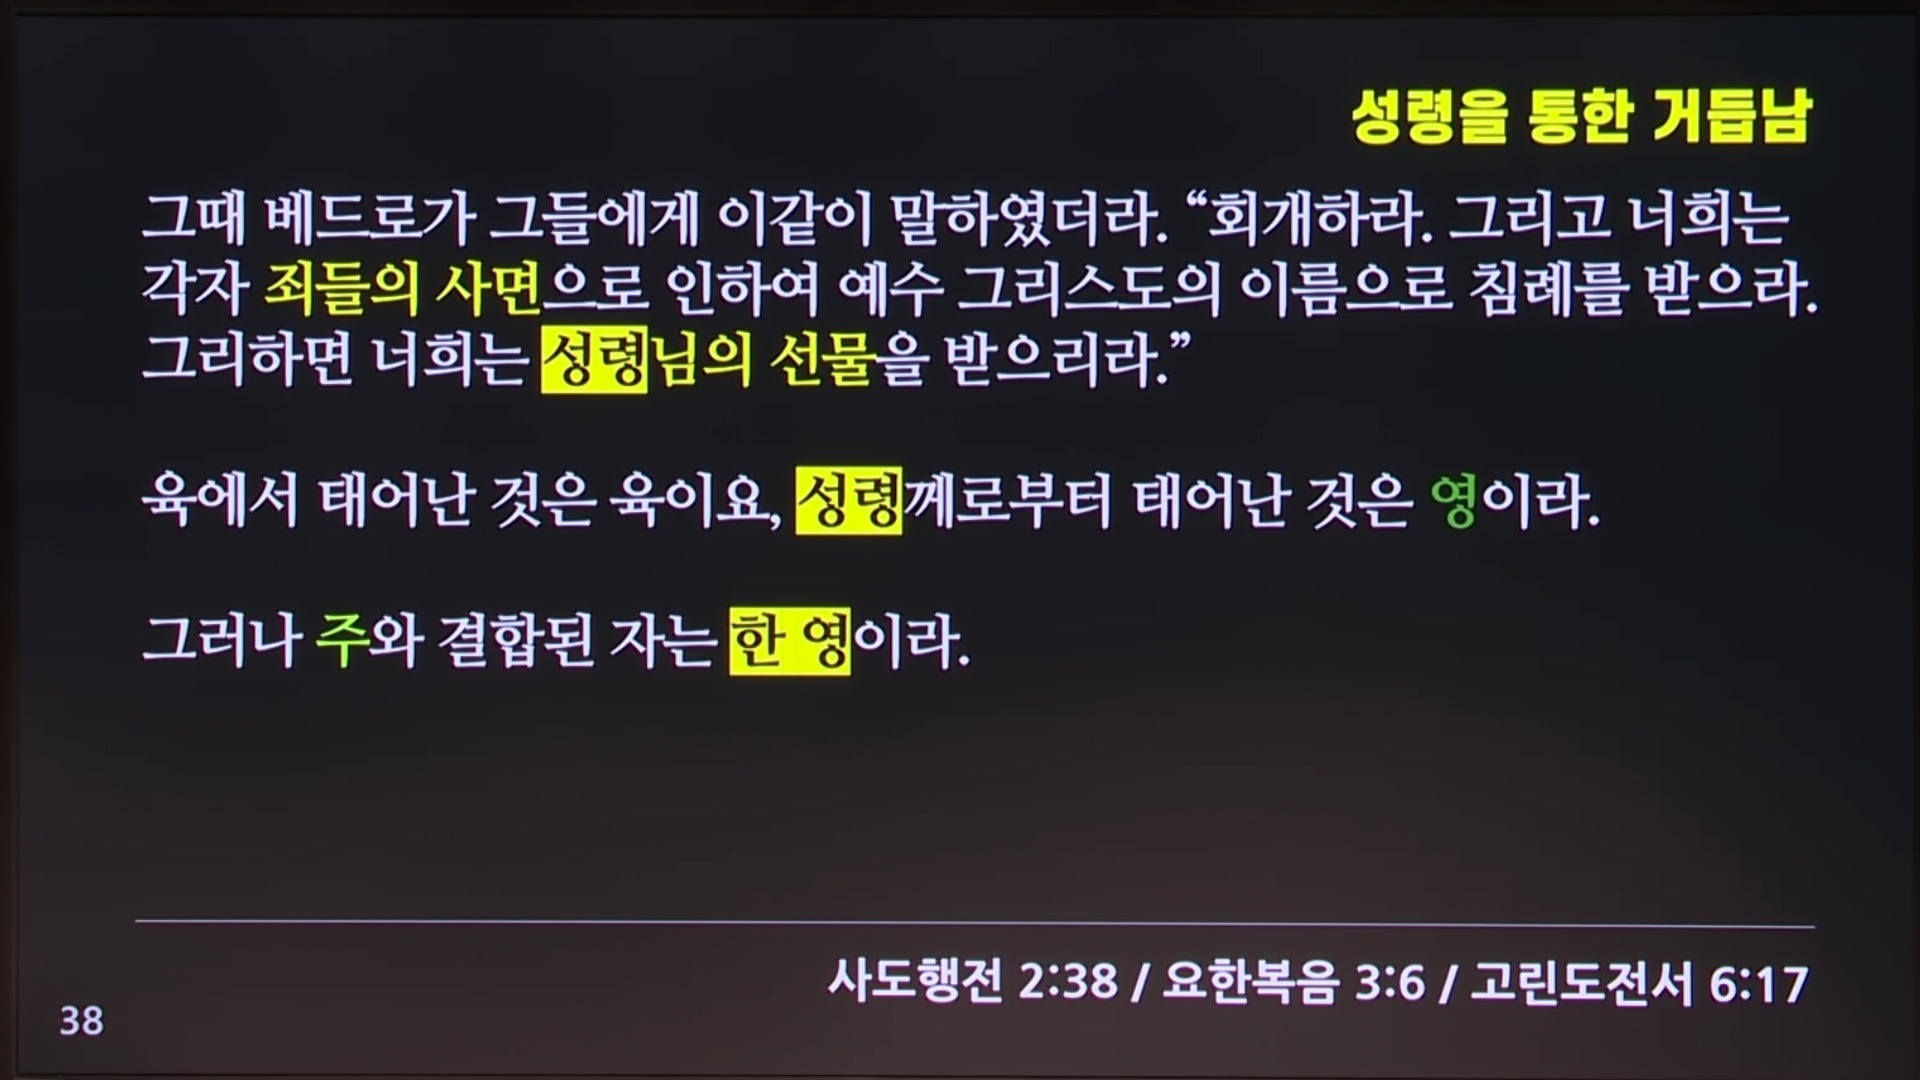 성령을 통한 거듭남
그때 베드로가 그들에게 이같이 말하였더라. “회개하라. 그리고 너희는
각자 죄들의 사면으로 인하여 예수 그리스도의 이름으로 침례를 받으라.
그리하면 너희는 성령님의 선물을 받으리라.”
육에서 태어난 것은 육이요, 성령께로부터 태어난 것은 영이라.
그러나 주와 결합된 자는 한 영이라.
사도행전 2:38 / 요한복음 3:6 / 고린도전서 6:17
38